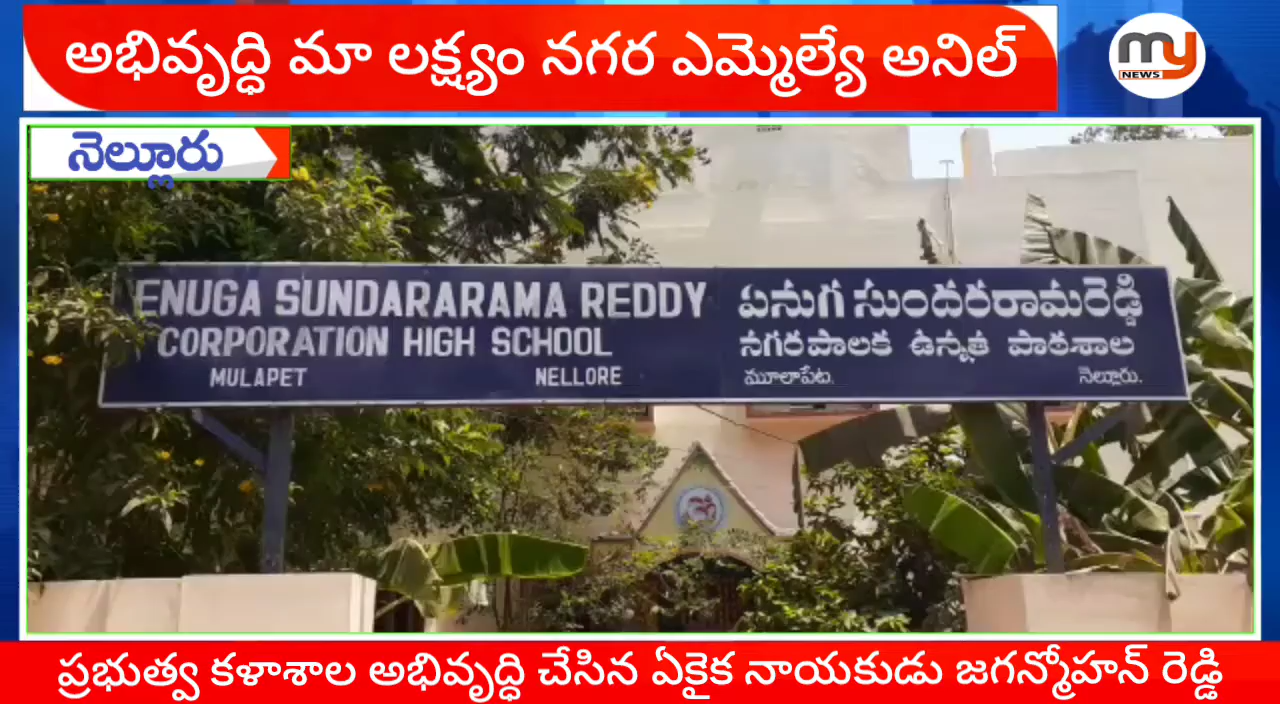 అభివృద్ధి మా లక్ష్యం నగర ఎమ్మెల్యే అనిల్
my
NEWS
నెల్లూరు
ENUGA SUNDARARAMA REDDY
CORPORATION HIGH SCHOOL
MULAPET NELLORE
ఏనుగ సుందరరామరెడ్డి
నగరపాలక ఉన్నత పాఠశాల
మూలాపేట. నెల్లూరు.
ప్రభుత్వ కళాశాల అభివృద్ధి చేసిన ఏకైక నాయకుడు జగన్మోహన్ రెడ్డి